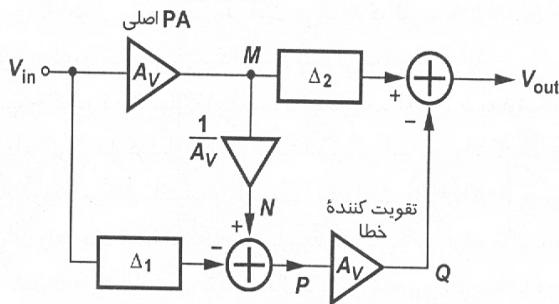 PA اصلی
V_in
A_V
M
Δ_2
+
V_out
−
1/A_V
N
تقویت کنندهٔ
خطا
+
Δ_1
−
P
A_V
Q